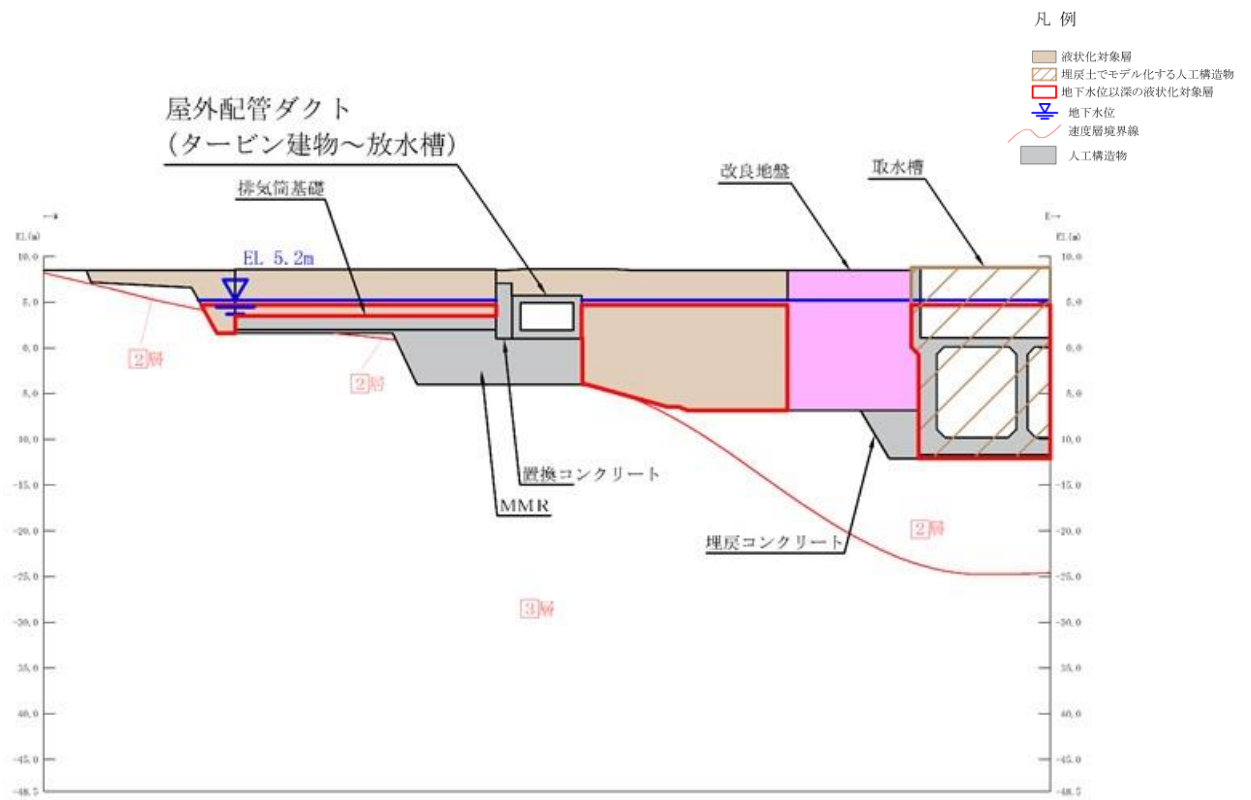 凡 例
液状化対象層
埋戻土でモデル化する人工構造物
地下水位以深の液状化対象層
地下水位
速度層境界線
人工構造物
屋外配管ダクト
(タービン建物~放水槽)
排気筒基礎
改良地盤
取水槽
EL(m)
E→
EL(m)
EL 5.2m
10.0
5.0
0.0
5.0
10.0
-15.0
-20.0
-25.0
-30.0
35.0
40.0
-45.0
-48.5
10.0
5.0
0.0
5.0
10.0
-15.0
-20.0
-25.0
-30.0
35.0
40.0
-45.0
-48.5
2層
2層
置換コンクリート
MMR
埋戻コンクリート
2層
3層